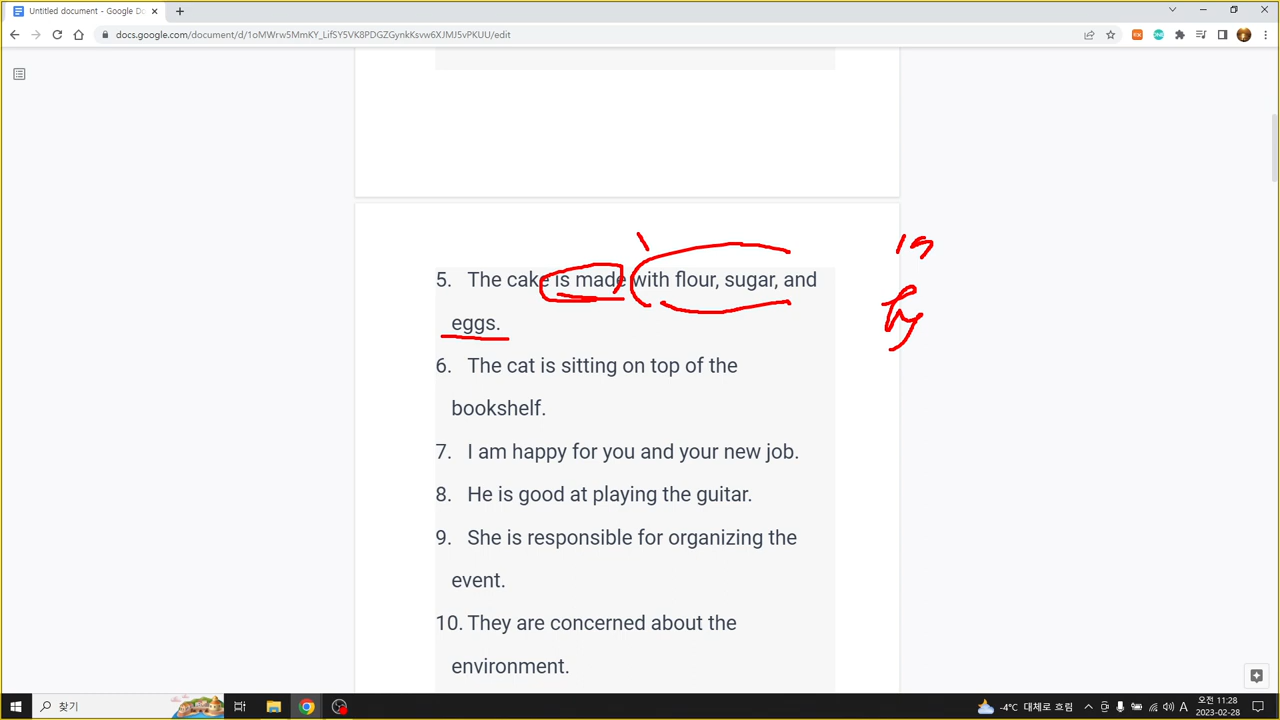 Untitled document - Google Do
docs.google.com/document/d/1oMWrw5MmKY_LifSY5VK8PDGZGynkKsvw6XJMJ5vPKUU/edit
5. The cake is made with flour, sugar, and
eggs.
6. The cat is sitting on top of the
bookshelf.
7. I am happy for you and your new job.
8. He is good at playing the guitar.
9. She is responsible for organizing the
event.
10. They are concerned about the
environment.
찾기
-4°C 대체로 흐림
A
오전 11:28
2023-02-28